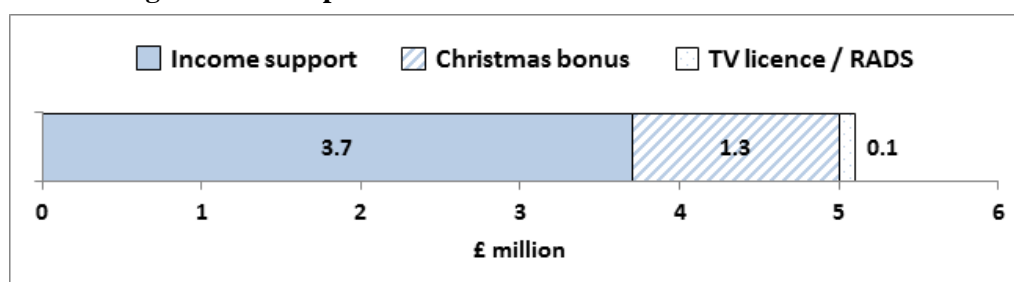 Income support Christmas bonus TV licence / RADS
3.7 1.3 0.1
0 1 2 3 4 5 6
£ million